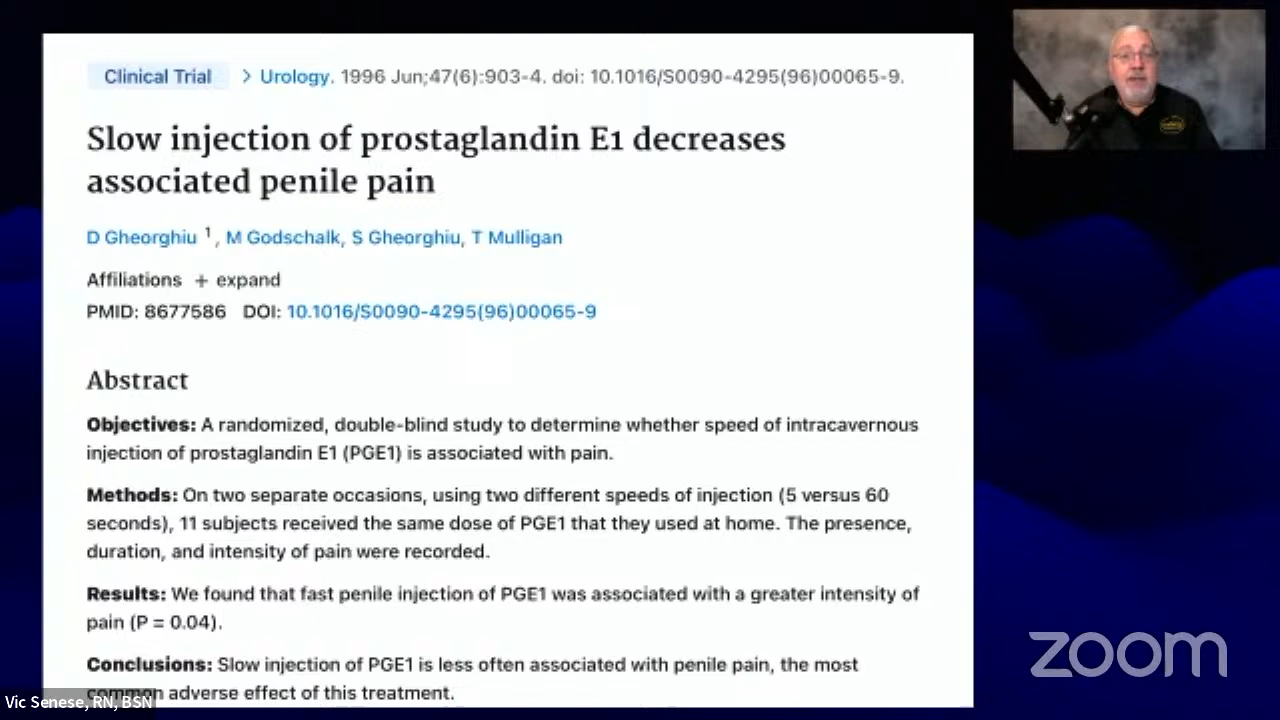 Clinical Trial > Urology. 1996 Jun;47(6):903-4. doi: 10.1016/S0090-4295(96)00065-9.
Slow injection of prostaglandin E1 decreases
associated penile pain
D Gheorghiu 1, M Godschalk, S Gheorghiu, T Mulligan
Affiliations + expand
PMID: 8677586 DOI: 10.1016/S0090-4295(96)00065-9
Abstract
Objectives: A randomized, double-blind study to determine whether speed of intracavernous
injection of prostaglandin E1 (PGE1) is associated with pain.
Methods: On two separate occasions, using two different speeds of injection (5 versus 60
seconds), 11 subjects received the same dose of PGE1 that they used at home. The presence,
duration, and intensity of pain were recorded.
Results: We found that fast penile injection of PGE1 was associated with a greater intensity of
pain (P = 0.04).
Conclusions: Slow injection of PGE1 is less often associated with penile pain, the most
common adverse effect of this treatment.
Vic Senese, RN, BSN
zoom